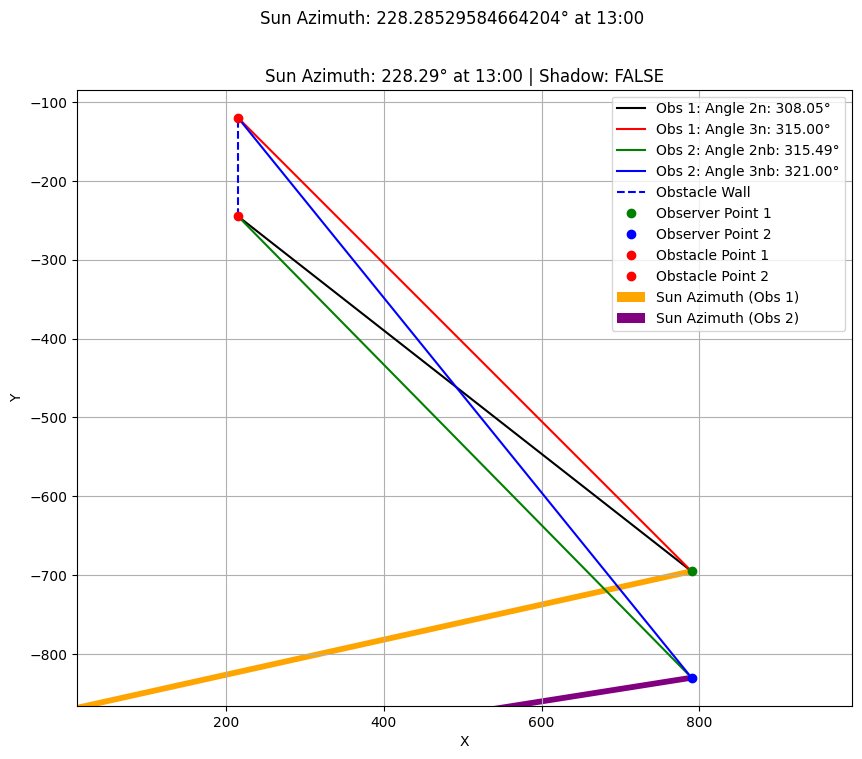 Sun Azimuth: 228.28529584664204° at 13:00
Sun Azimuth: 228.29° at 13:00 | Shadow: FALSE
Obs 1: Angle 2n: 308.05°
Obs 1: Angle 3n: 315.00°
Obs 2: Angle 2nb: 315.49°
Obs 2: Angle 3nb: 321.00°
Obstacle Wall
Observer Point 1
Observer Point 2
Obstacle Point 1
Obstacle Point 2
Sun Azimuth (Obs 1)
Sun Azimuth (Obs 2)
Y
−100
−200
−300
−400
−500
−600
−700
−800
200
400
600
800
X